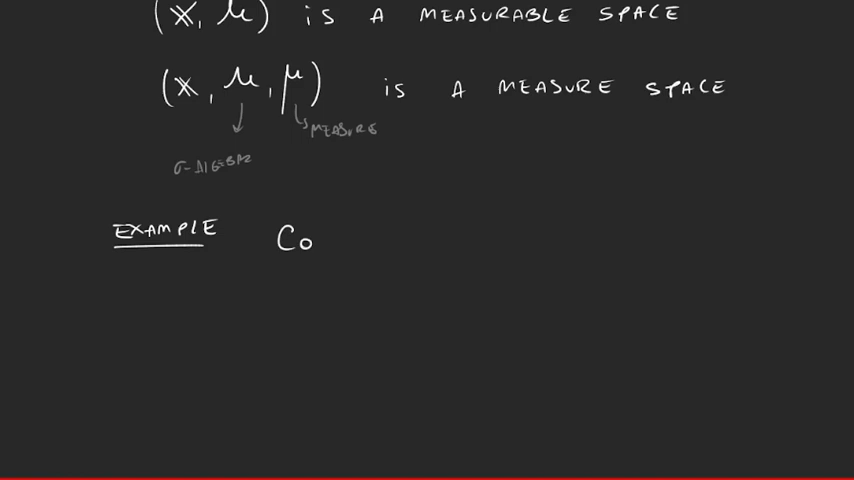 (𝕏, ℳ) is A MEASURABLE SPACE
(𝕏, ℳ, μ) is A MEASURE SPACE
MEASURE
σ-ALGEBRA
EXAMPLE Co